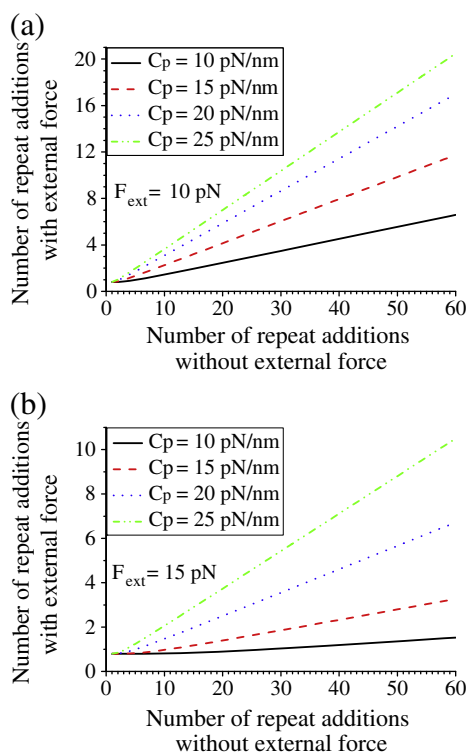 (a)
20
16
12
8
4
0
Number of repeat additions
with external force
Cp = 10 pN/nm
Cp = 15 pN/nm
Cp = 20 pN/nm
Cp = 25 pN/nm
F_ext = 10 pN
0 10 20 30 40 50 60
Number of repeat additions
without external force
(b)
10
8
6
4
2
0
Number of repeat additions
with external force
Cp = 10 pN/nm
Cp = 15 pN/nm
Cp = 20 pN/nm
Cp = 25 pN/nm
F_ext = 15 pN
0 10 20 30 40 50 60
Number of repeat additions
without external force